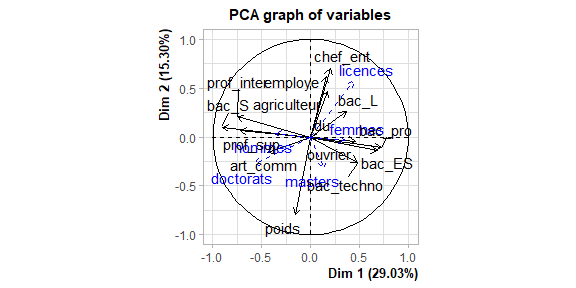 PCA graph of variables
Dim 2 (15.30%)
1.0
0.5
0.0
-0.5
-1.0
chef_ent
licences
prof_inter
employe
bac_S
agriculteur
bac_L
femmes
bac_pro
prof_sup
hommes
ouvrier
art_comm
bac_ES
doctorats
masters
bac_techno
poids
-1.0
-0.5
0.0
0.5
1.0
Dim 1 (29.03%)